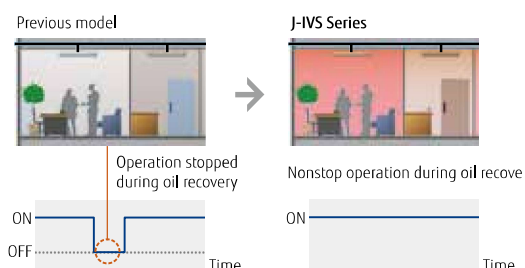 Previous model
J-IVS Series
Operation stopped
during oil recovery
Nonstop operation during oil recove
ON
OFF
Time
ON
Time